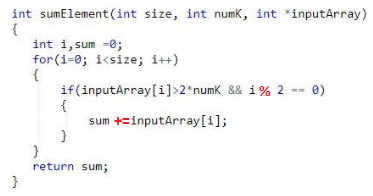 int sumElement(int size, int numK, int *inputArray)
{
int i,sum =0;
for(i=0; i<size; i++)
{
if(inputArray[i]>2*numK && i % 2 == 0)
{
sum +=inputArray[i];
}
}
return sum;
}